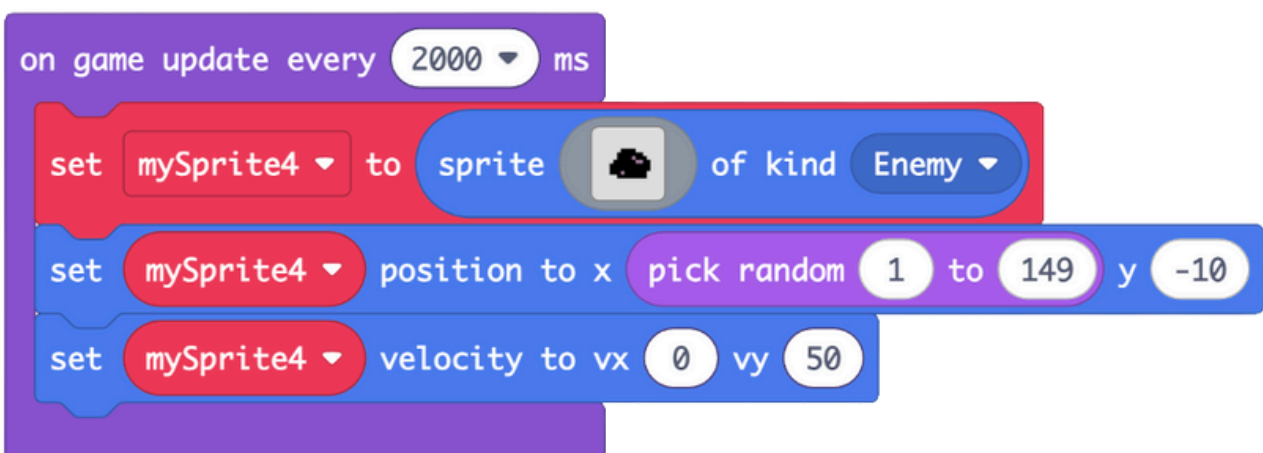 on game update every 2000 ms
set mySprite4 to sprite of kind Enemy
set mySprite4 position to x pick random 1 to 149 y -10
set mySprite4 velocity to vx 0 vy 50